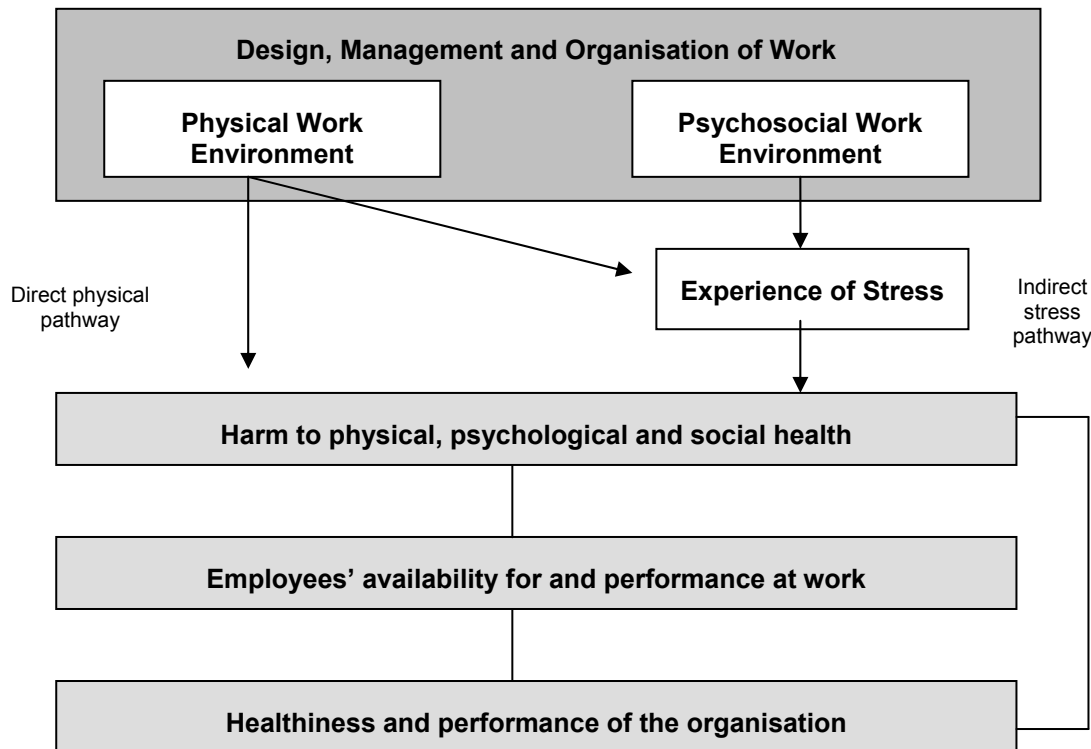 Design, Management and Organisation of Work
Physical Work
Environment
Psychosocial Work
Environment
Experience of Stress
Direct physical
pathway
Indirect
stress
pathway
Harm to physical, psychological and social health
Employees’ availability for and performance at work
Healthiness and performance of the organisation